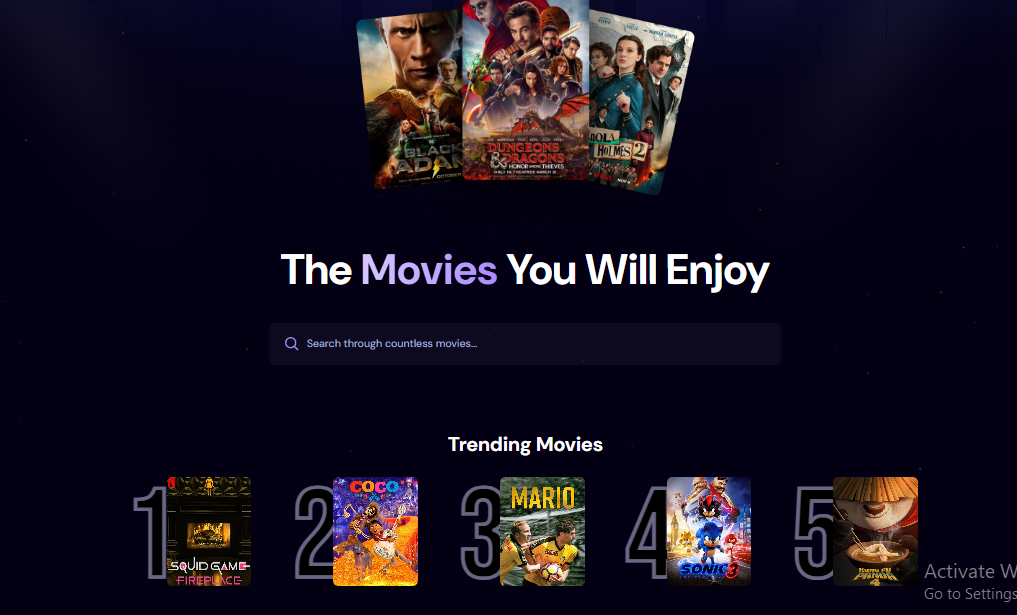 BLACK
ADAM
DUNGEONS
& DRAGONS
HONOR AMONG THIEVES
ONLY IN THEATRES MARCH 31
HOLMES 2
The Movies You Will Enjoy
Search through countless movies...
Trending Movies
1
SQUID GAME
FIREPLACE
2
COCO
3
MARIO
4
SONIC 3
5
KUNG FU
PANDA
4
Activate W
Go to Settings